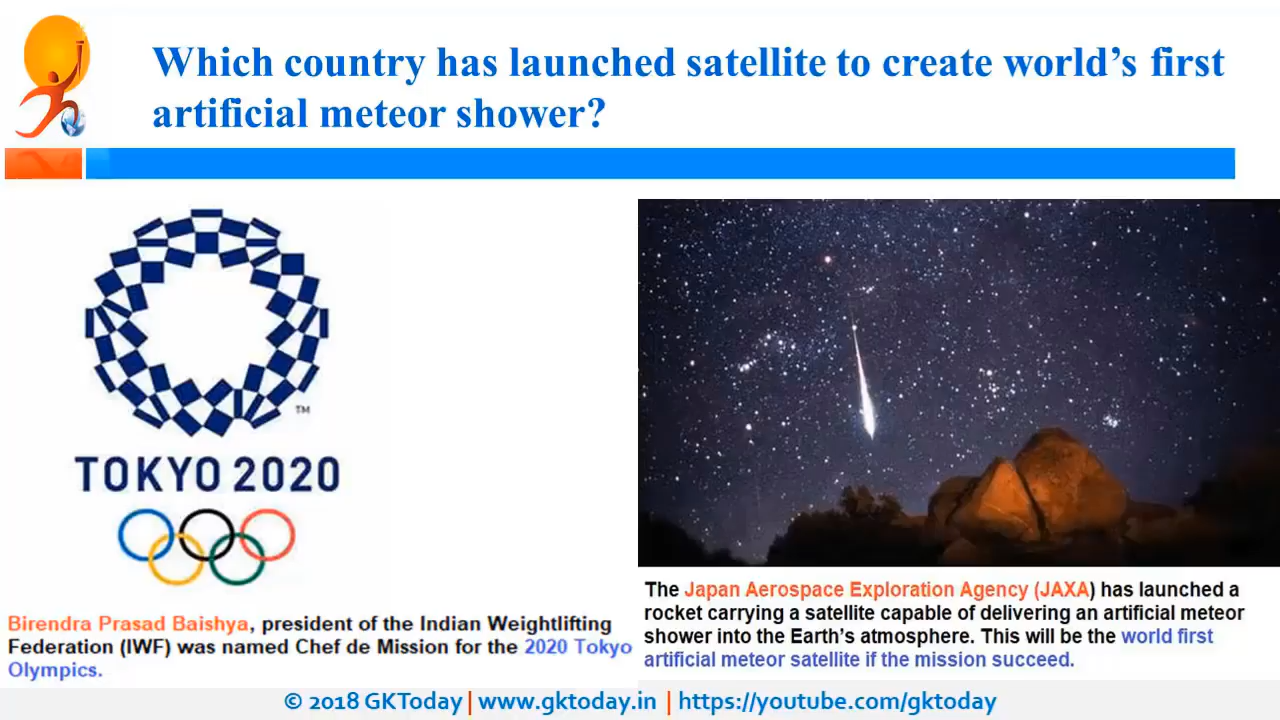 Which country has launched satellite to create world's first
artificial meteor shower?
TM
TOKYO 2020
Birendra Prasad Baishya, president of the Indian Weightlifting
Federation (IWF) was named Chef de Mission for the 2020 Tokyo
Olympics.
The Japan Aerospace Exploration Agency (JAXA) has launched a
rocket carrying a satellite capable of delivering an artificial meteor
shower into the Earth's atmosphere. This will be the world first
artificial meteor satellite if the mission succeed.
© 2018 GKToday | www.gktoday.in | https://youtube.com/gktoday